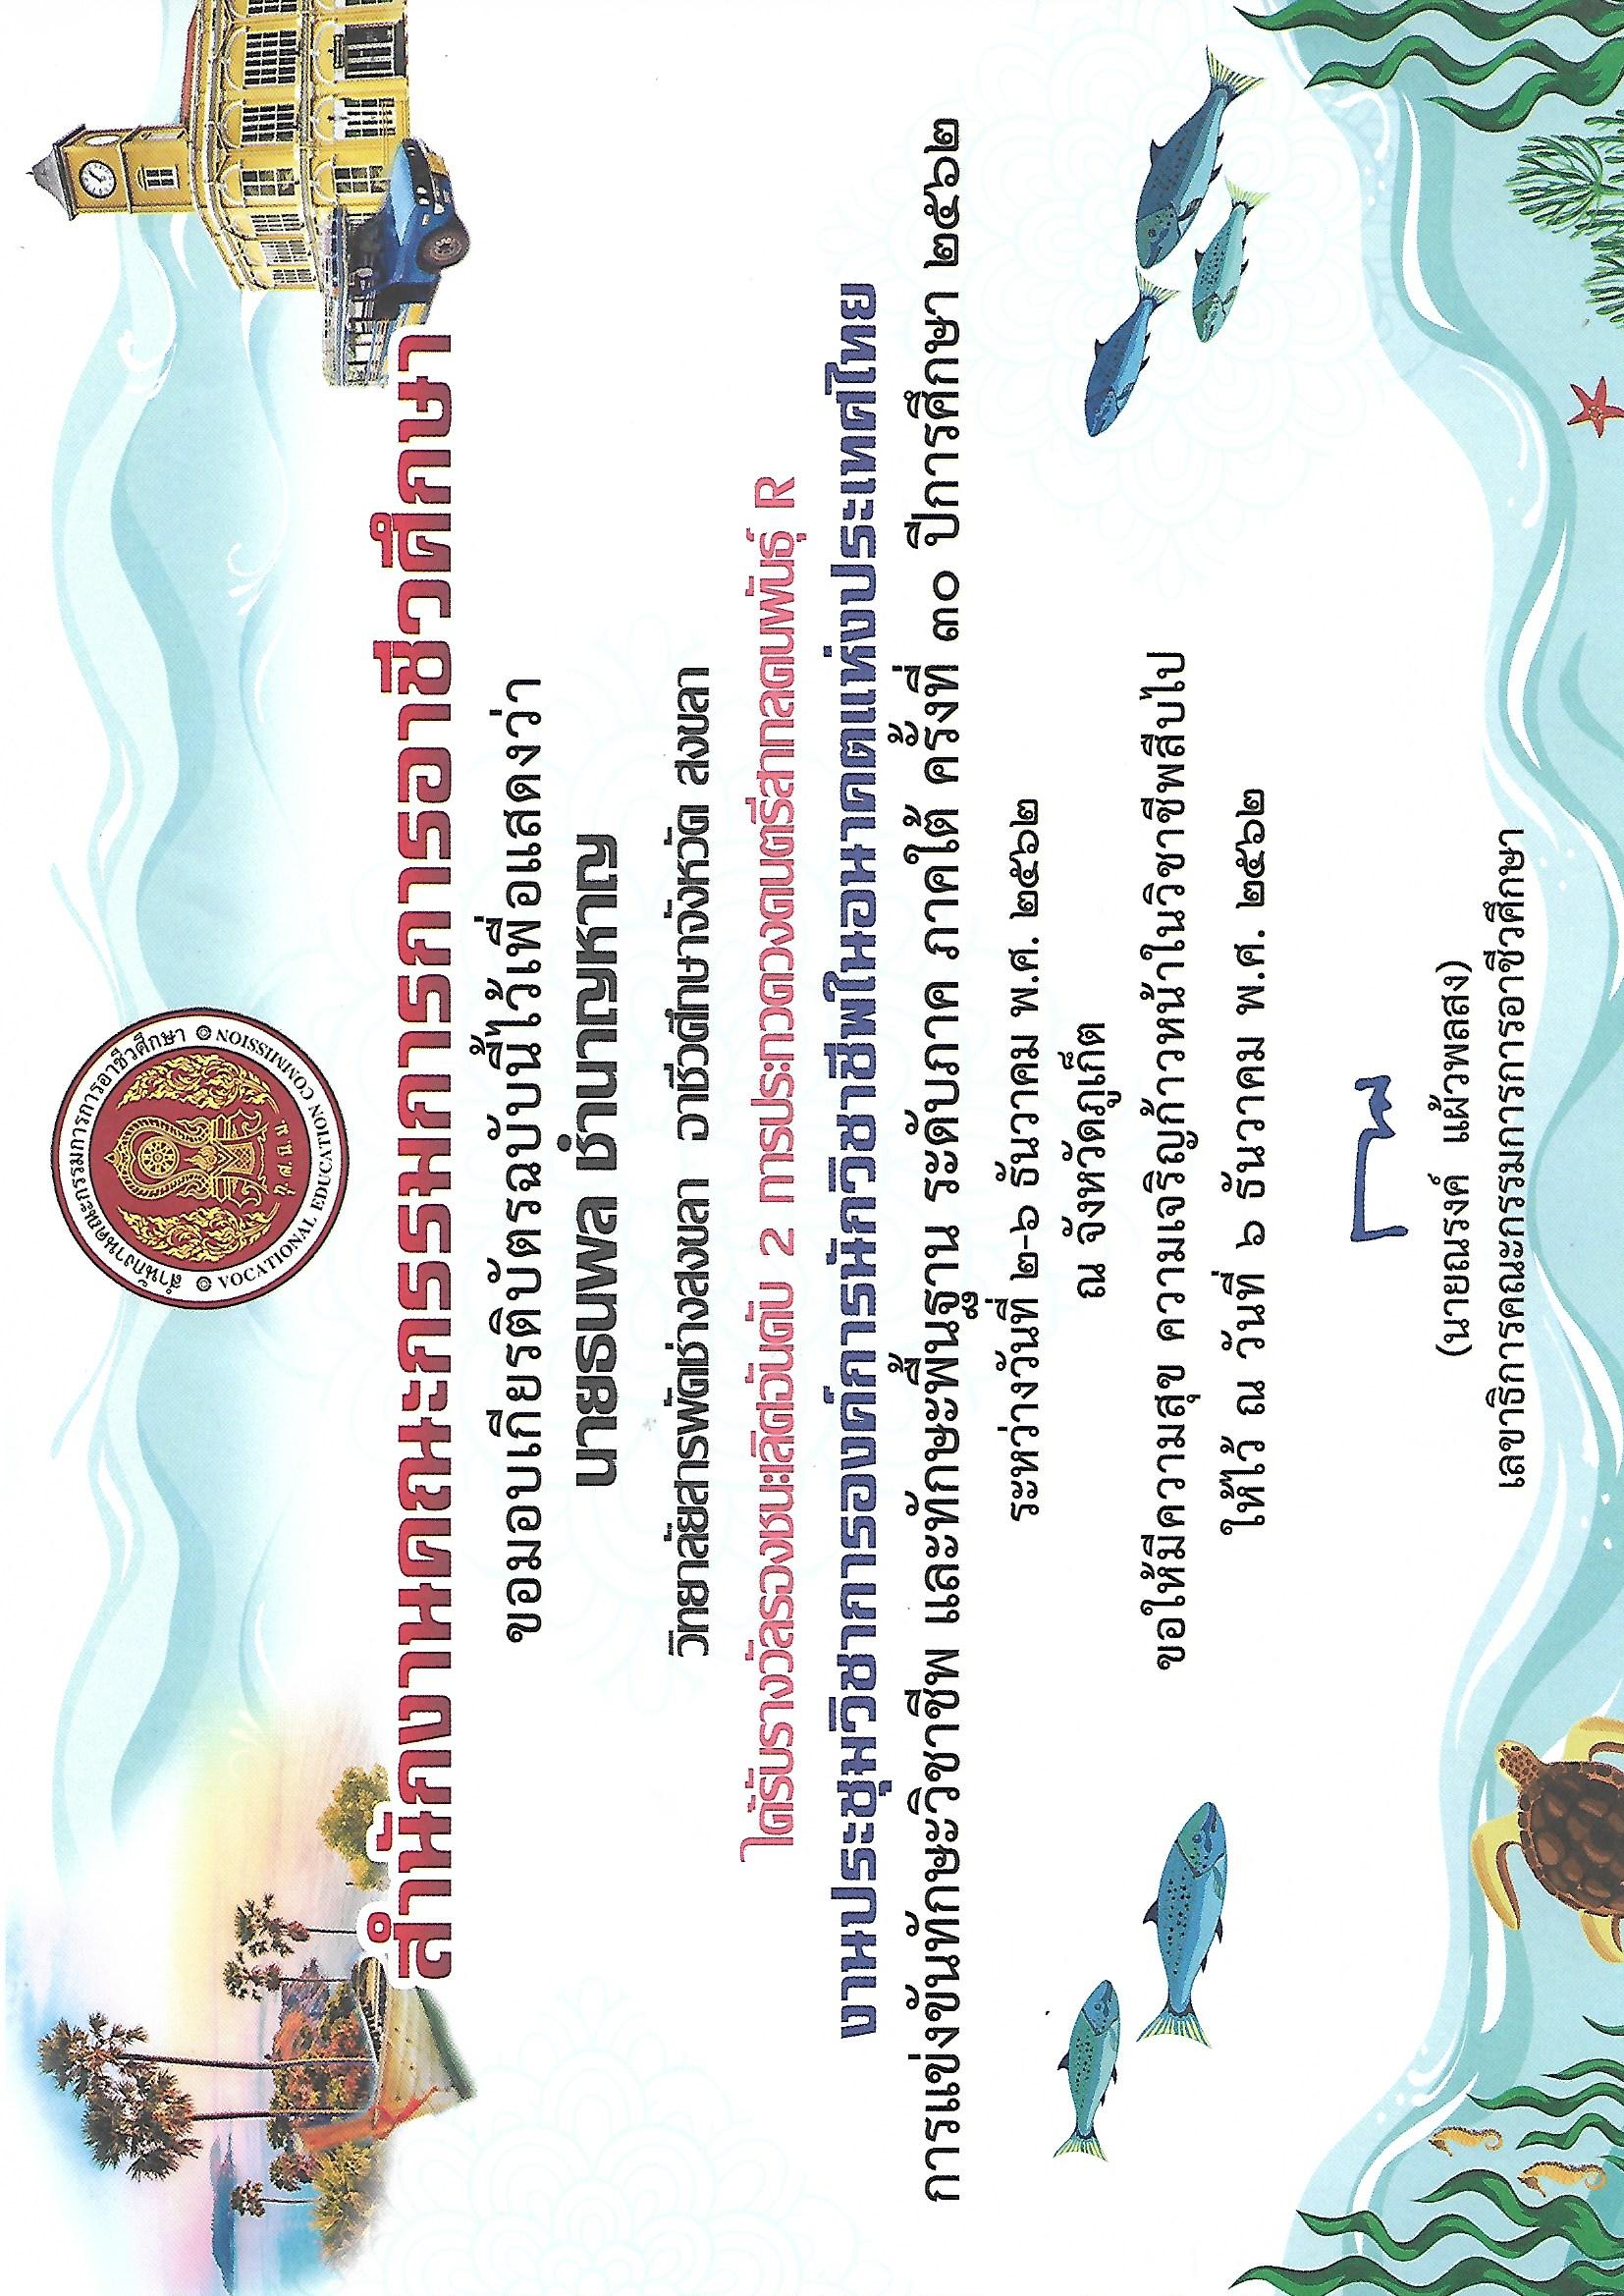 สำนักงานคณะกรรมการการอาชีวศึกษา
VOCATIONAL EDUCATION COMMISSION
ทุ. ส. นิ. ม.
สำนักงานคณะกรรมการการอาชีวศึกษา
ขอมอบเกียรติบัตรฉบับนี้ไว้เพื่อแสดงว่า
นายธนพล ชำนาญหาญ
วิทยาลัยสารพัดช่างสงขลา อาชีวศึกษาจังหวัด สงขลา
ได้รับรางวัลรองชนะเลิศอันดับ 2 การประกวดวงดนตรีสากลคนพันธุ์ R
งานประชุมวิชาการองค์การนักวิชาชีพในอนาคตแห่งประเทศไทย
การแข่งขันทักษะวิชาชีพ และทักษะพื้นฐาน ระดับภาค ภาคใต้ ครั้งที่ ๓๐ ปีการศึกษา ๒๕๖๒
ระหว่างวันที่ ๒-๖ ธันวาคม พ.ศ. ๒๕๖๒
ณ จังหวัดภูเก็ต
ขอให้มีความสุข ความเจริญก้าวหน้าในวิชาชีพสืบไป
ให้ไว้ ณ วันที่ ๖ ธันวาคม พ.ศ. ๒๕๖๒
(นายณรงค์ แผ้วพลสง)
เลขาธิการคณะกรรมการการอาชีวศึกษา